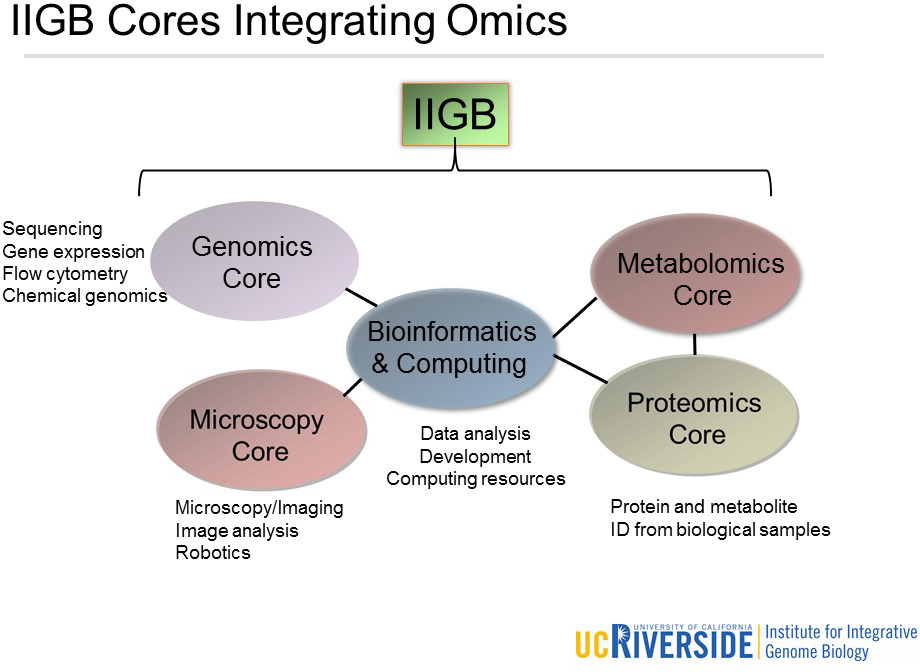 IIGB Cores Integrating Omics
IIGB
Sequencing
Gene expression
Flow cytometry
Chemical genomics
Genomics
Core
Metabolomics
Core
Bioinformatics
& Computing
Data analysis
Development
Computing resources
Microscopy
Core
Microscopy/Imaging
Image analysis
Robotics
Proteomics
Core
Protein and metabolite
ID from biological samples
UNIVERSITY OF CALIFORNIA
UCRIVERSIDE
Institute for Integrative
Genome Biology